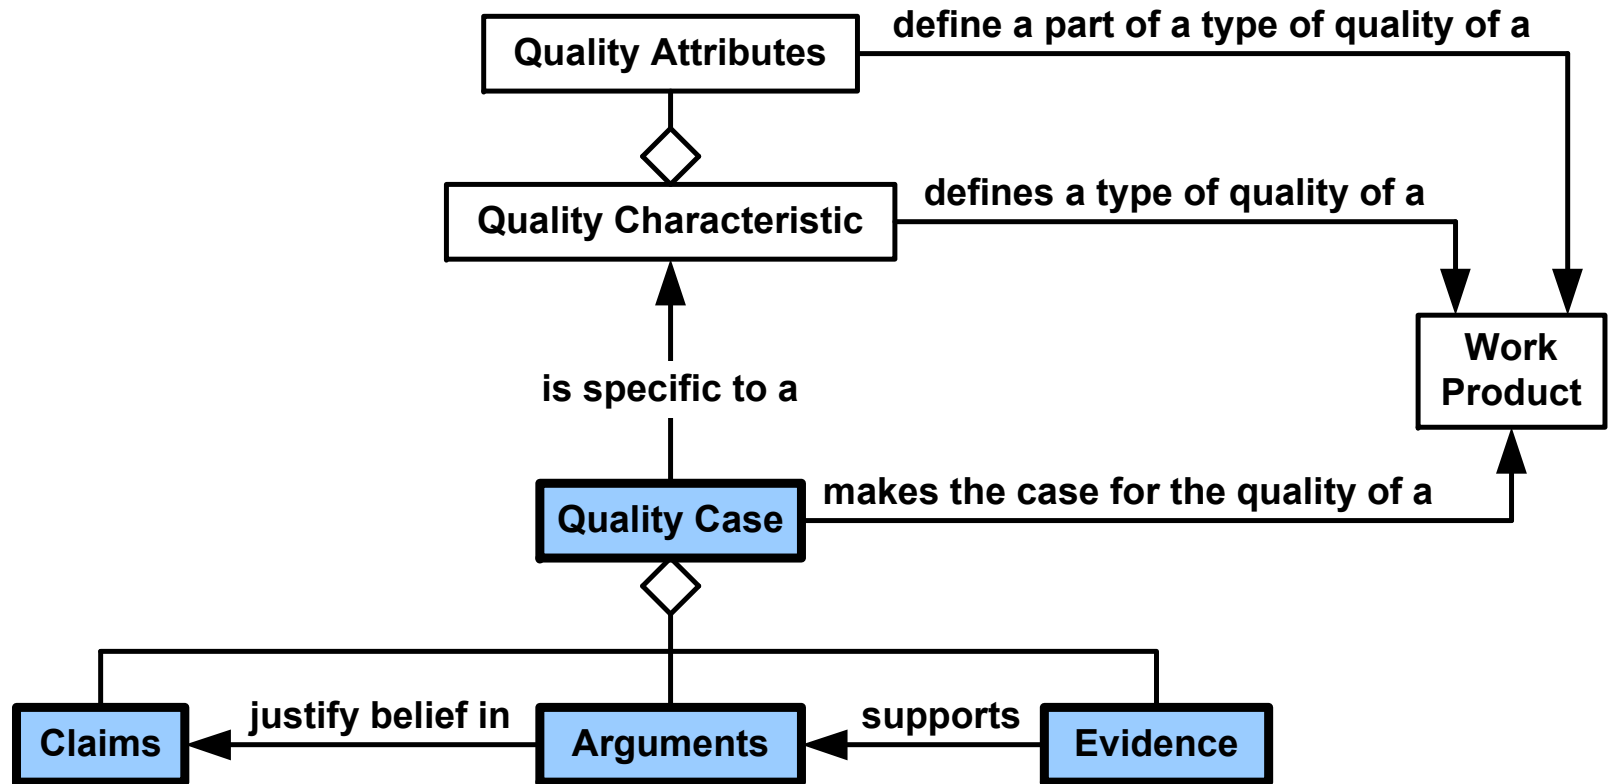 define a part of a type of quality of a
Quality Attributes
defines a type of quality of a
Quality Characteristic
Work
Product
is specific to a
makes the case for the quality of a
Quality Case
justify belief in
supports
Claims
Arguments
Evidence